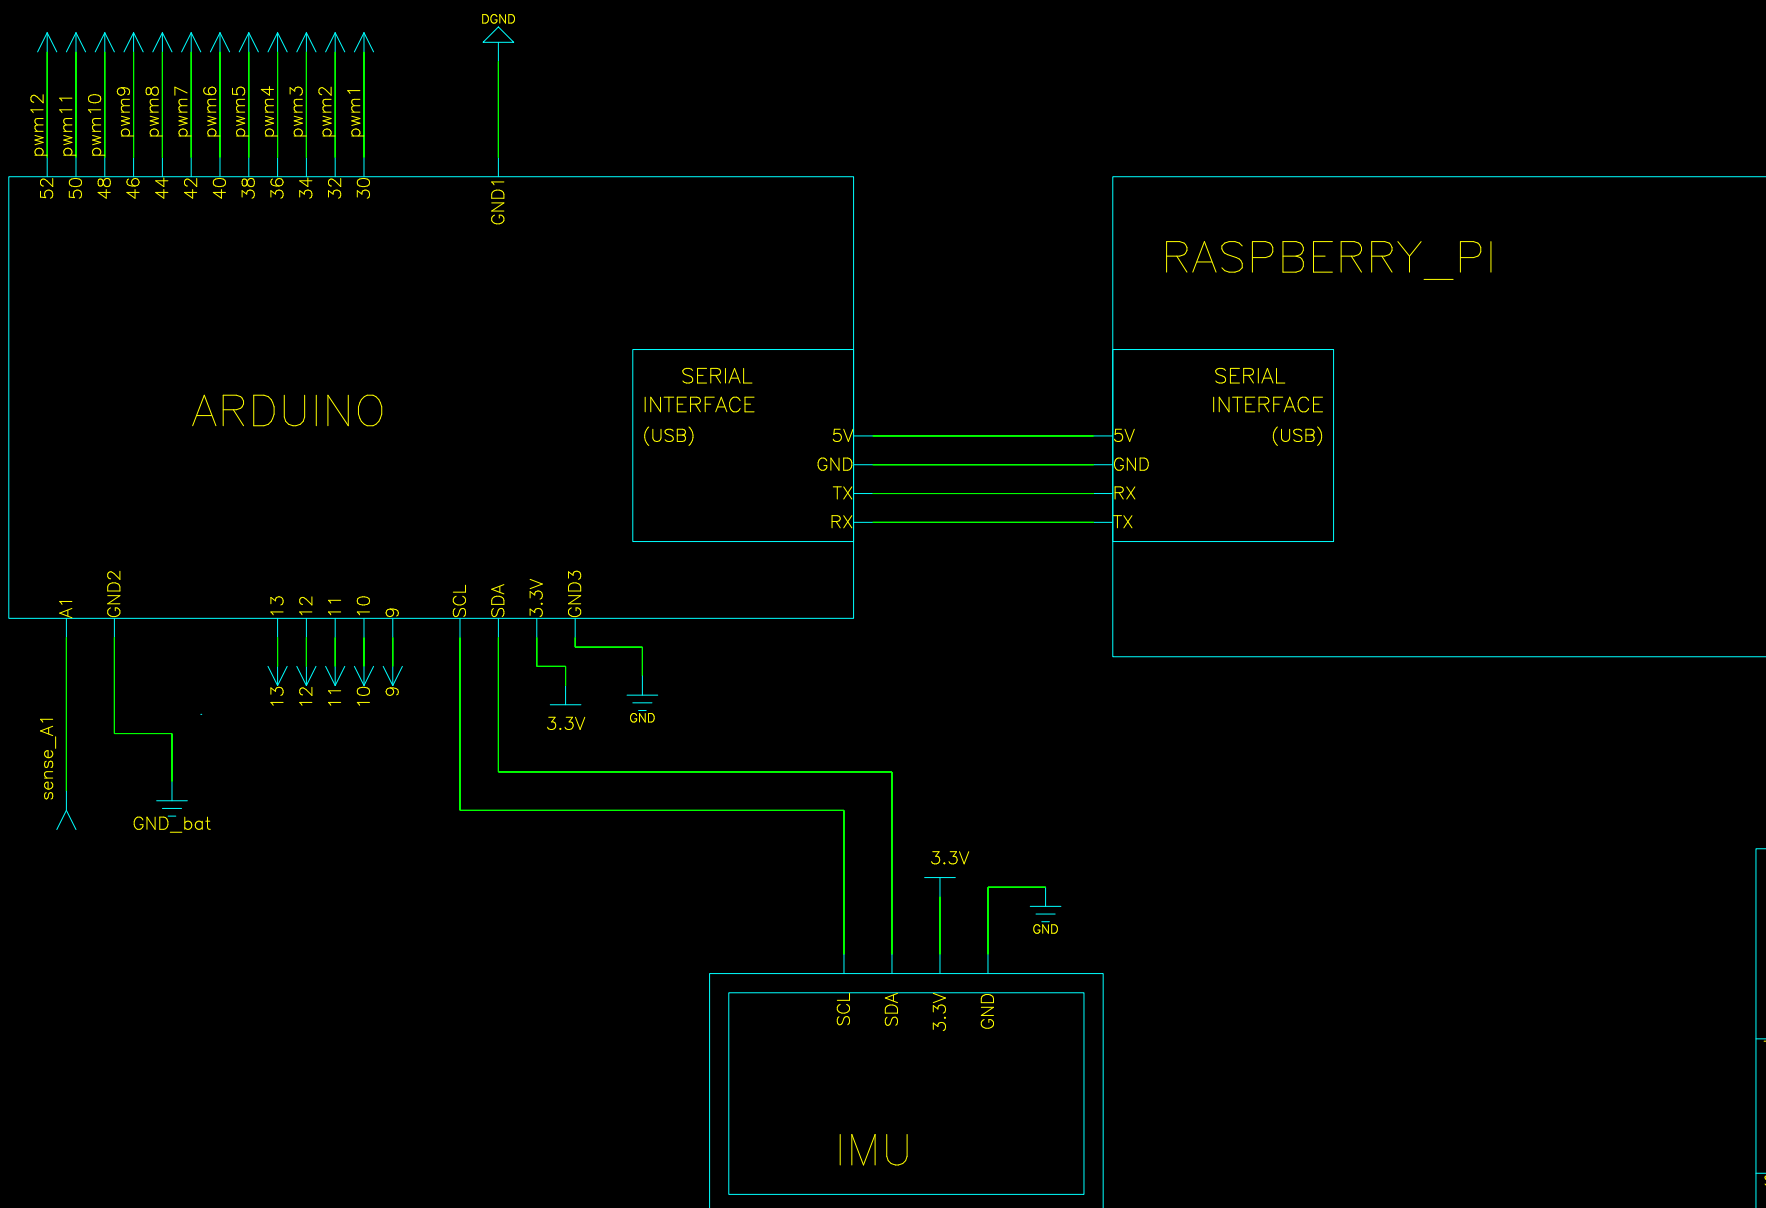 DGND
pwm12
pwm11
pwm10
pwm9
pwm8
pwm7
pwm6
pwm5
pwm4
pwm3
pwm2
pwm1
52
50
48
46
44
42
40
38
36
34
32
30
GND1
RASPBERRY_PI
ARDUINO
SERIAL
INTERFACE
(USB)
5V
GND
TX
RX
SERIAL
INTERFACE
(USB)
5V
GND
RX
TX
A1
GND2
13
12
11
10
9
SCL
SDA
3.3V
GND3
13
12
11
10
9
3.3V
GND
sense_A1
GND_bat
3.3V
GND
SCL
SDA
3.3V
GND
IMU